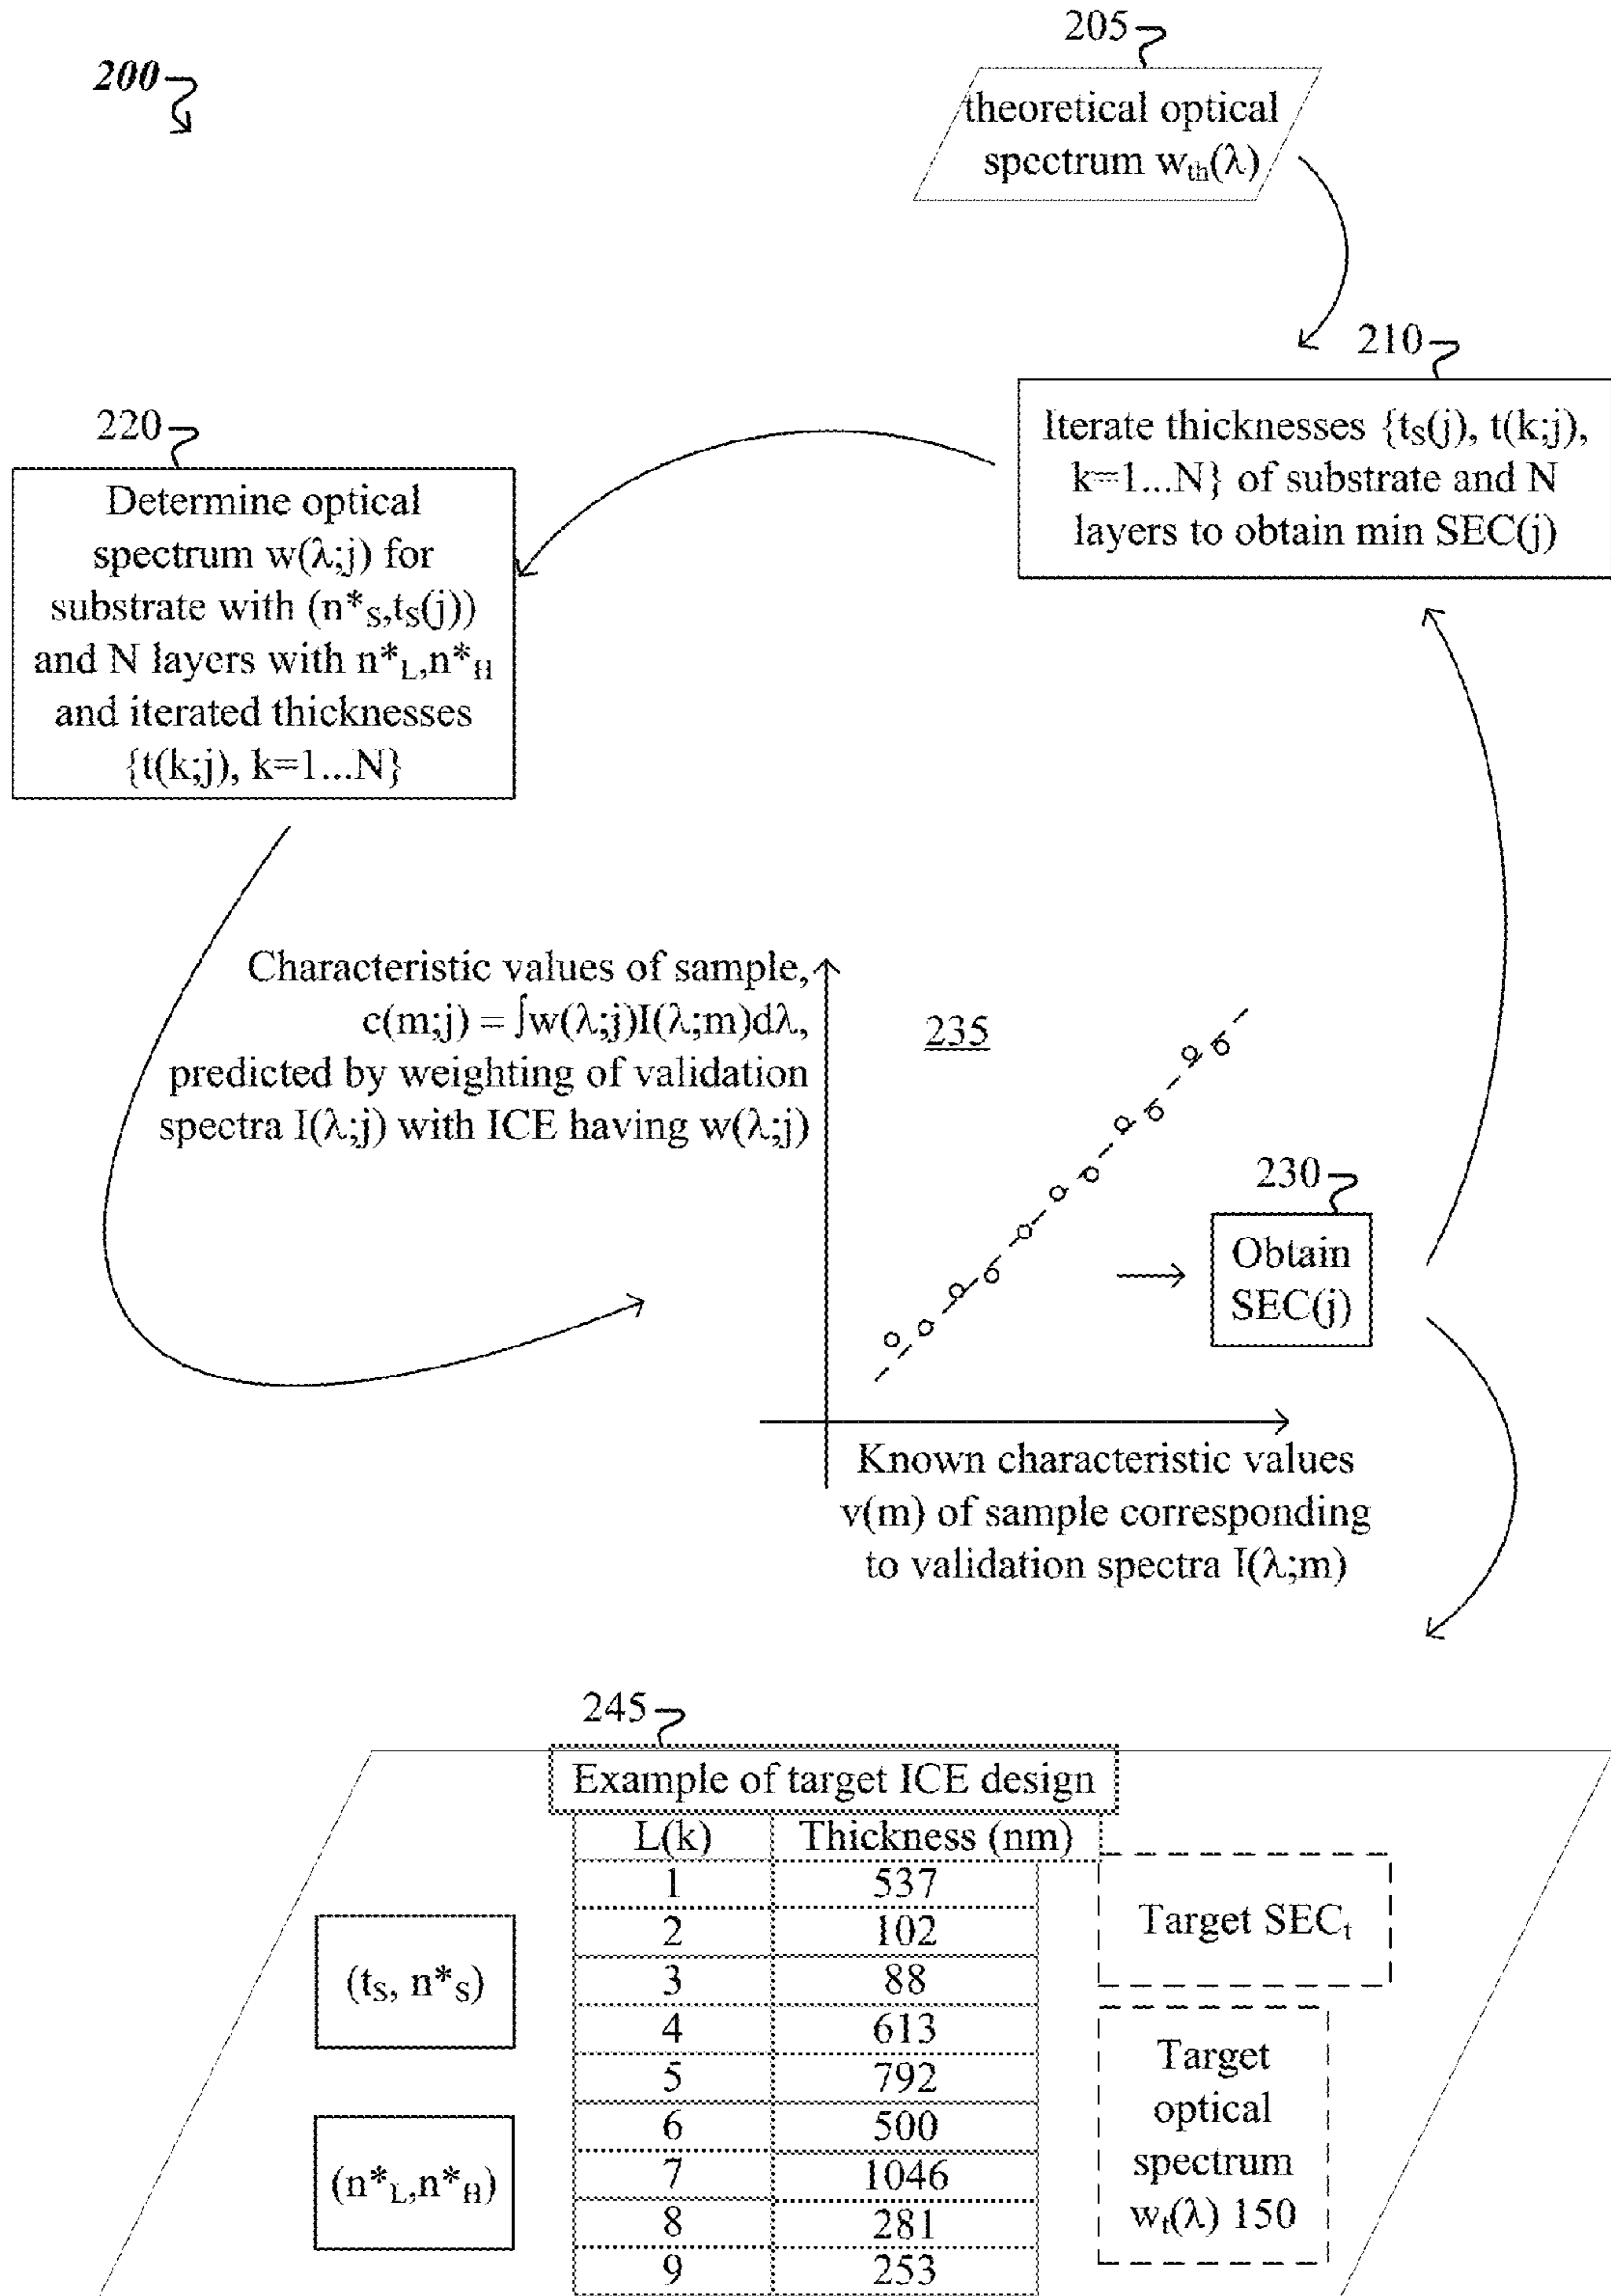 200
205
theoretical optical
spectrum wth(λ)
210
Iterate thicknesses {tS(j), t(k;j),
k=1...N} of substrate and N
layers to obtain min SEC(j)
220
Determine optical
spectrum w(λ;j) for
substrate with (n*S,tS(j))
and N layers with n*L,n*H
and iterated thicknesses
{t(k;j), k=1...N}
Characteristic values of sample,
c(m;j) = ∫w(λ;j)I(λ;m)dλ,
predicted by weighting of validation
spectra I(λ;j) with ICE having w(λ;j)
235
230
Obtain
SEC(j)
Known characteristic values
v(m) of sample corresponding
to validation spectra I(λ;m)
245
Example of target ICE design
L(k) Thickness (nm)
1 537
2 102
3 88
4 613
5 792
6 500
7 1046
8 281
9 253
(tS, n*S)
(n*L,n*H)
Target SECt
Target
optical
spectrum
wt(λ) 150